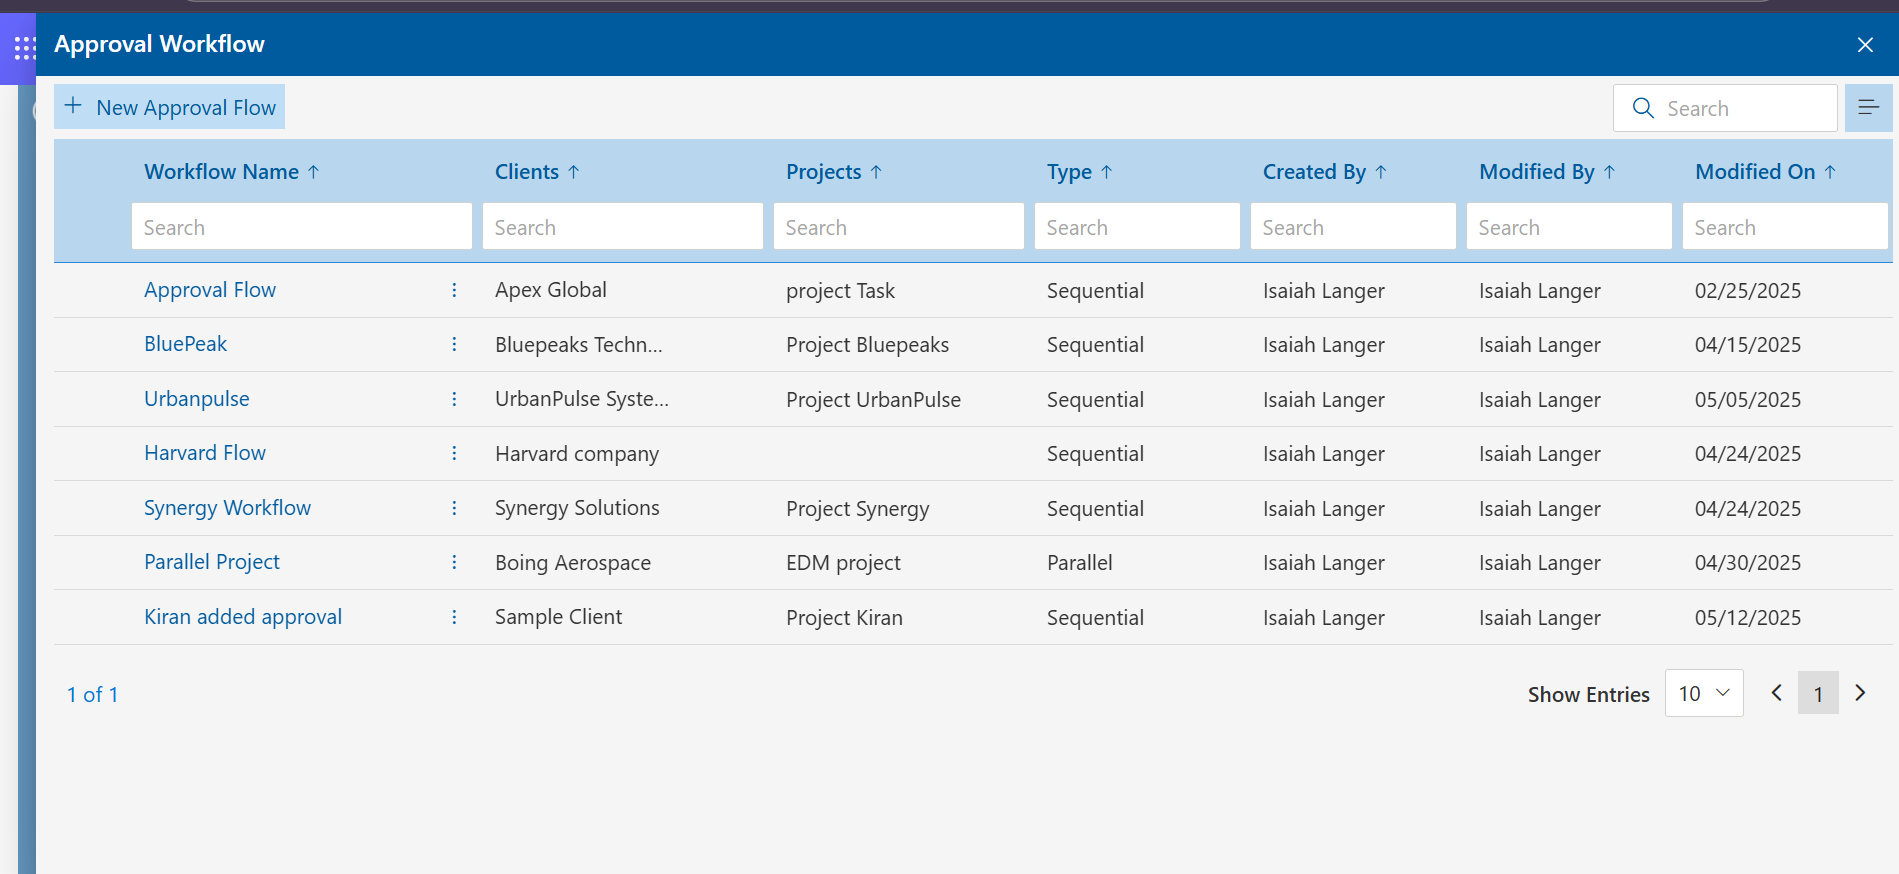 Approval Workflow
New Approval Flow
Search
Workflow Name Clients Projects Type Created By Modified By Modified On
Search Search Search Search Search Search Search
Approval Flow Apex Global project Task Sequential Isaiah Langer Isaiah Langer 02/25/2025
BluePeak Bluepeaks Techn... Project Bluepeaks Sequential Isaiah Langer Isaiah Langer 04/15/2025
Urbanpulse UrbanPulse Syste... Project UrbanPulse Sequential Isaiah Langer Isaiah Langer 05/05/2025
Harvard Flow Harvard company Sequential Isaiah Langer Isaiah Langer 04/24/2025
Synergy Workflow Synergy Solutions Project Synergy Sequential Isaiah Langer Isaiah Langer 04/24/2025
Parallel Project Boing Aerospace EDM project Parallel Isaiah Langer Isaiah Langer 04/30/2025
Kiran added approval Sample Client Project Kiran Sequential Isaiah Langer Isaiah Langer 05/12/2025
1 of 1 Show Entries 10 1